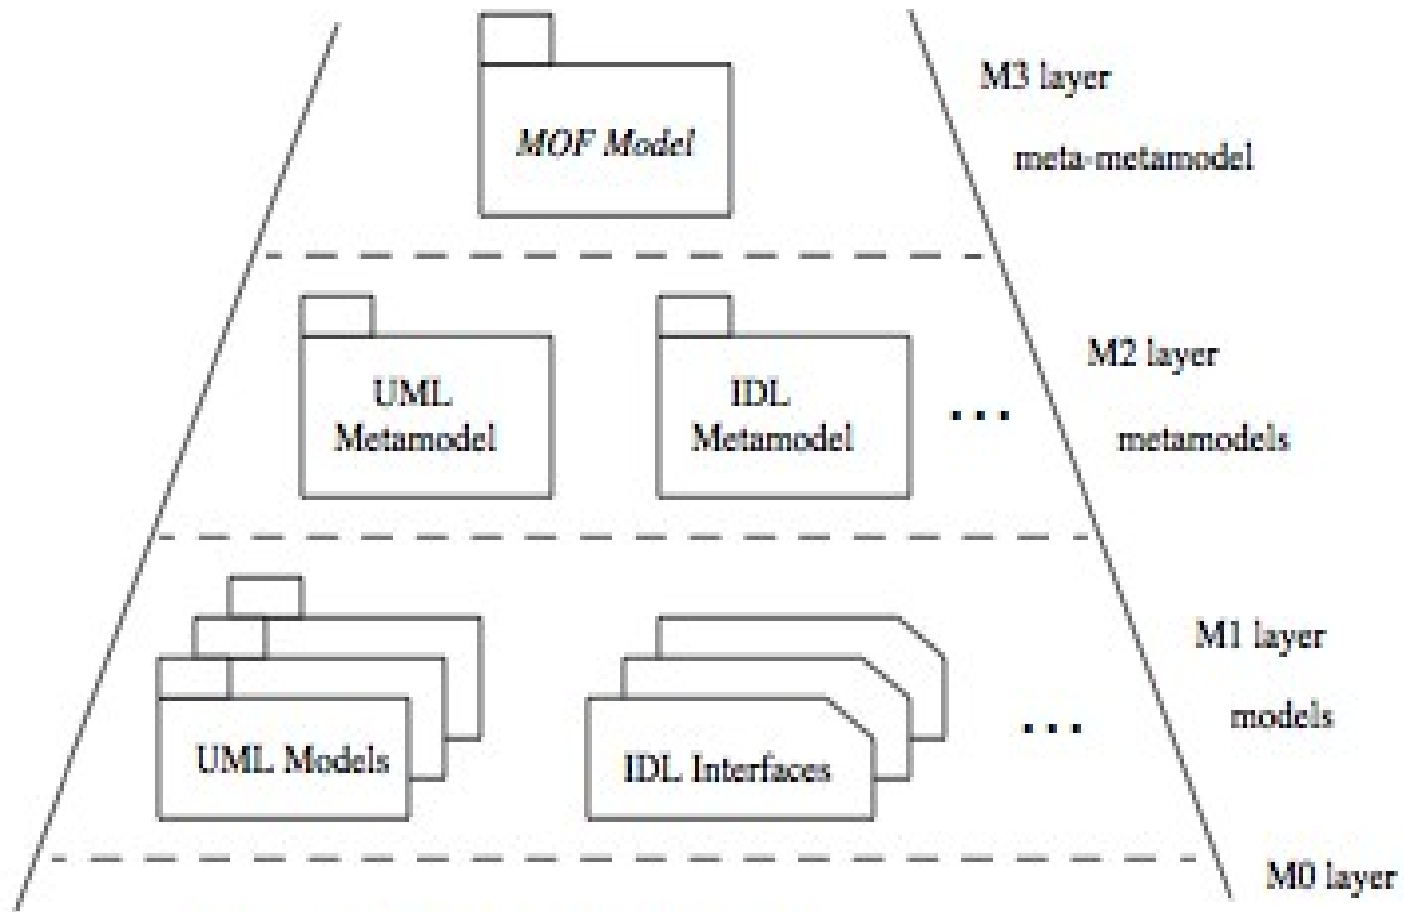 M3 layer
MOF Model
meta-metamodel
M2 layer
UML
Metamodel
IDL
Metamodel
...
metamodels
M1 layer
models
UML Models
IDL Interfaces
...
M0 layer